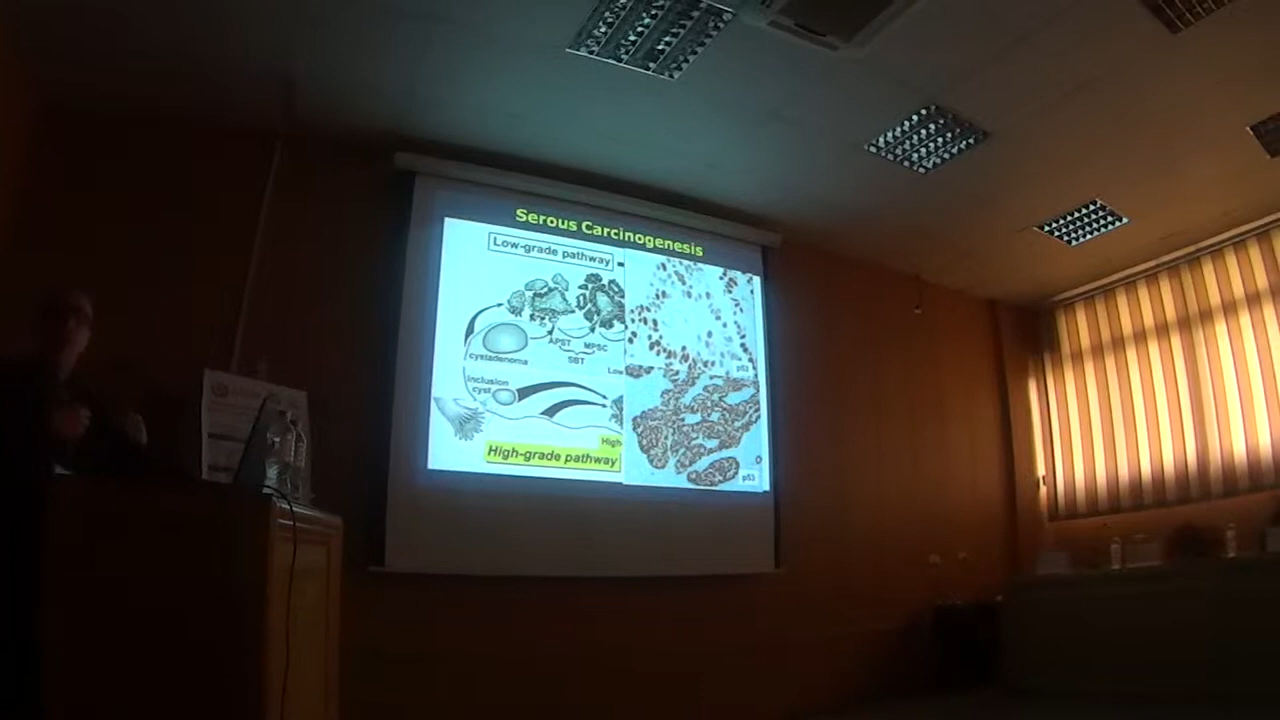 Serous Carcinogenesis
Low-grade pathway
APST
MPSC
SBT
cystadenoma
Low
Inclusion
cyst
High-
High-grade pathway
p53
p53